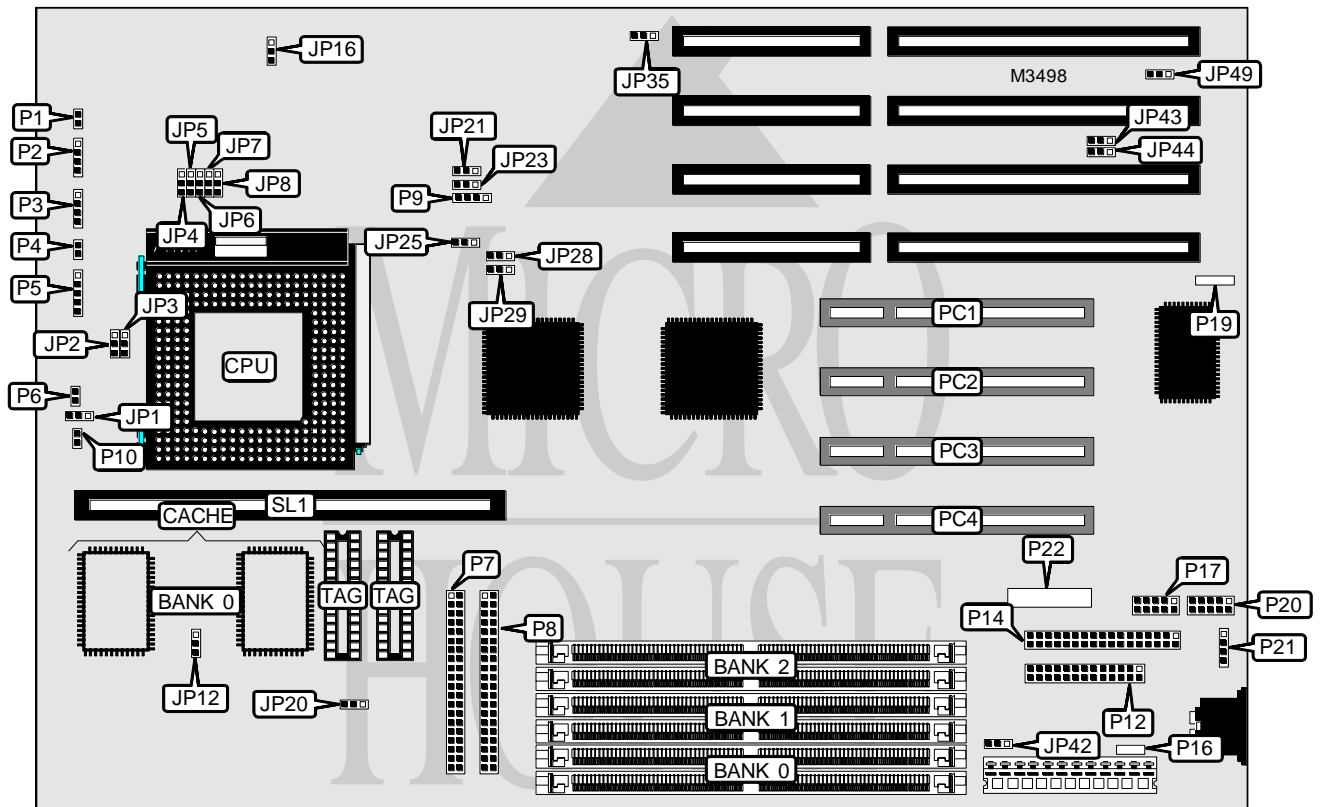 JP16
JP35
M3498
JP49
P1
JP5
JP21
JP43
P2
JP7
JP23
JP44
JP8
P3
P9
JP6
JP4
P4
JP25
JP28
P5
JP3
JP29
PC1
P19
JP2
MICRO
CPU
PC2
P6
JP1
P10
PC3
SL1
CACHE
PC4
HOUSE
P22
P7
P17
BANK 0
TAG
TAG
P20
P14
P8
P21
BANK 2
JP12
JP20
BANK 1
P12
JP42
P16
BANK 0